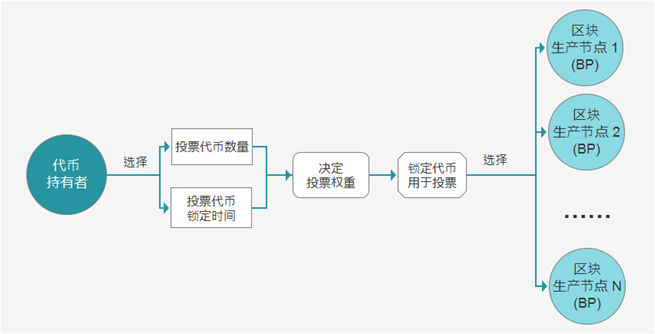 代币
持有者
选择
投票代币数量
投票代币
锁定时间
决定
投票权重
锁定代币
用于投票
选择
区块
生产节点 1
(BP)
区块
生产节点 2
(BP)
······
区块
生产节点 N
(BP)